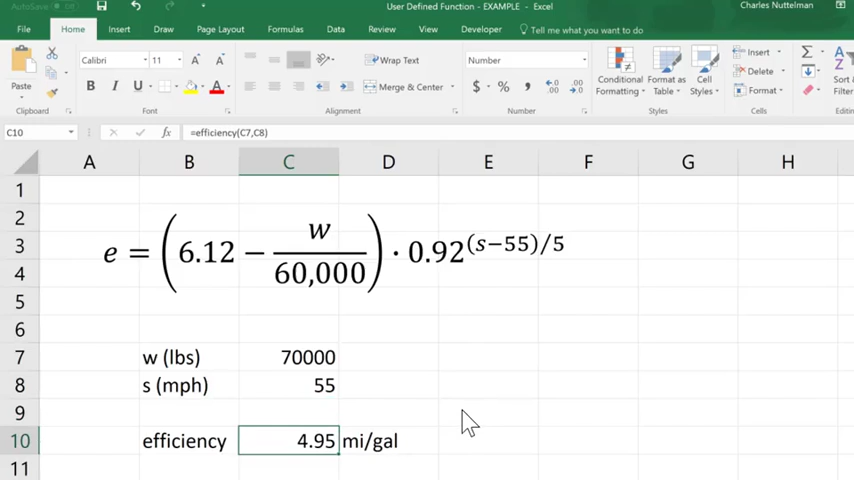 AutoSave Off
User Defined Function - EXAMPLE - Excel
Charles Nuttelman
File Home Insert Draw Page Layout Formulas Data Review View Developer Tell me what you want to do
Calibri 11 Wrap Text Number Insert Σ
Paste B I U A Merge & Center $ % Conditional Formatting Format as Table Cell Styles Delete Format Sort Filter
Clipboard Font Alignment Number Styles Cells
C10 fx =efficiency(C7,C8)
A B C D E F G H
1
2
3
4
e = (6.12 − w/60,000) · 0.92^(s−55)/5
5
6
7 w (lbs) 70000
8 s (mph) 55
9
10 efficiency 4.95 mi/gal
11